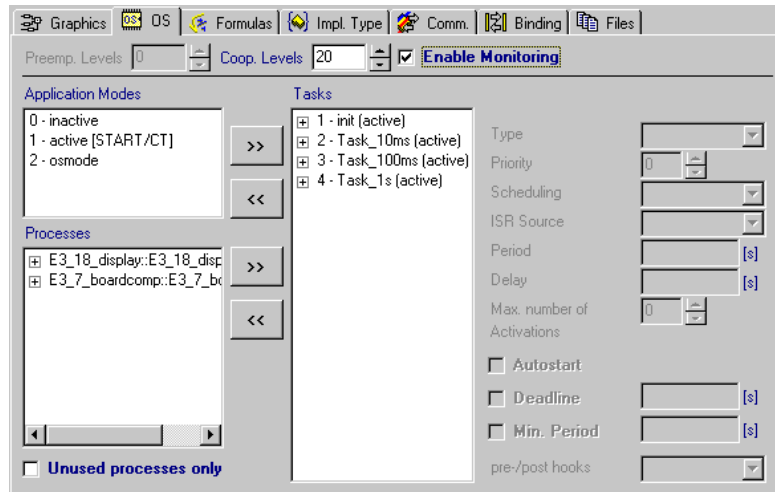 Graphics OS Formulas Impl. Type Comm. Binding Files
Preemp. Levels 0 Coop. Levels 20 Enable Monitoring
Application Modes
0 - inactive
1 - active [START/CT]
2 - osmode
>>
<<
Processes
E3_18_display::E3_18_disp
E3_7_boardcomp::E3_7_bo
>>
<<
Unused processes only
Tasks
1 - init (active)
2 - Task_10ms (active)
3 - Task_100ms (active)
4 - Task_1s (active)
Type
Priority 0
Scheduling
ISR Source
Period [s]
Delay [s]
Max. number of 0
Activations
Autostart
Deadline [s]
Min. Period [s]
pre-/post hooks